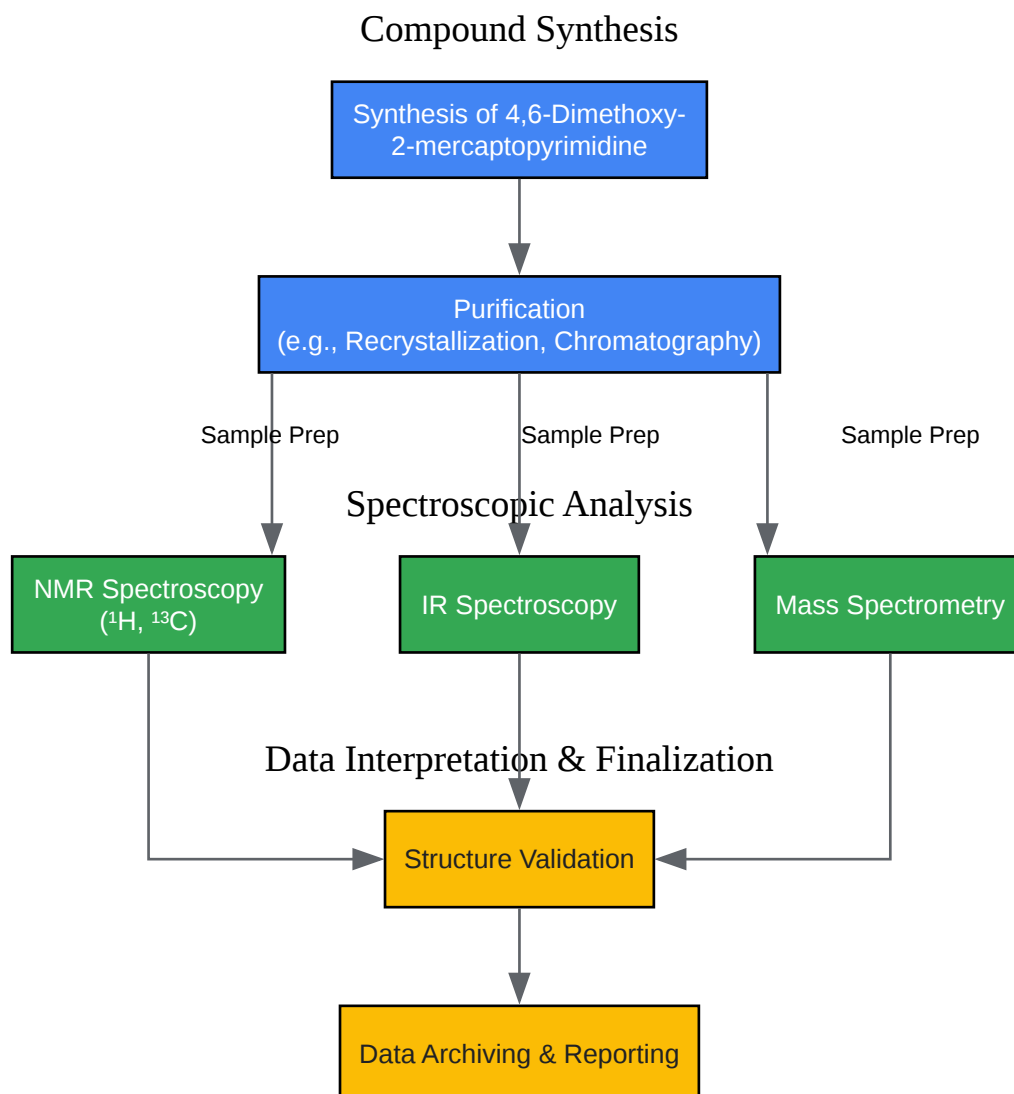 Compound Synthesis
Synthesis of 4,6-Dimethoxy-
2-mercaptopyrimidine
Purification
(e.g., Recrystallization, Chromatography)
Sample Prep
Sample Prep
Sample Prep
Spectroscopic Analysis
NMR Spectroscopy
(¹H, ¹³C)
IR Spectroscopy
Mass Spectrometry
Data Interpretation & Finalization
Structure Validation
Data Archiving & Reporting